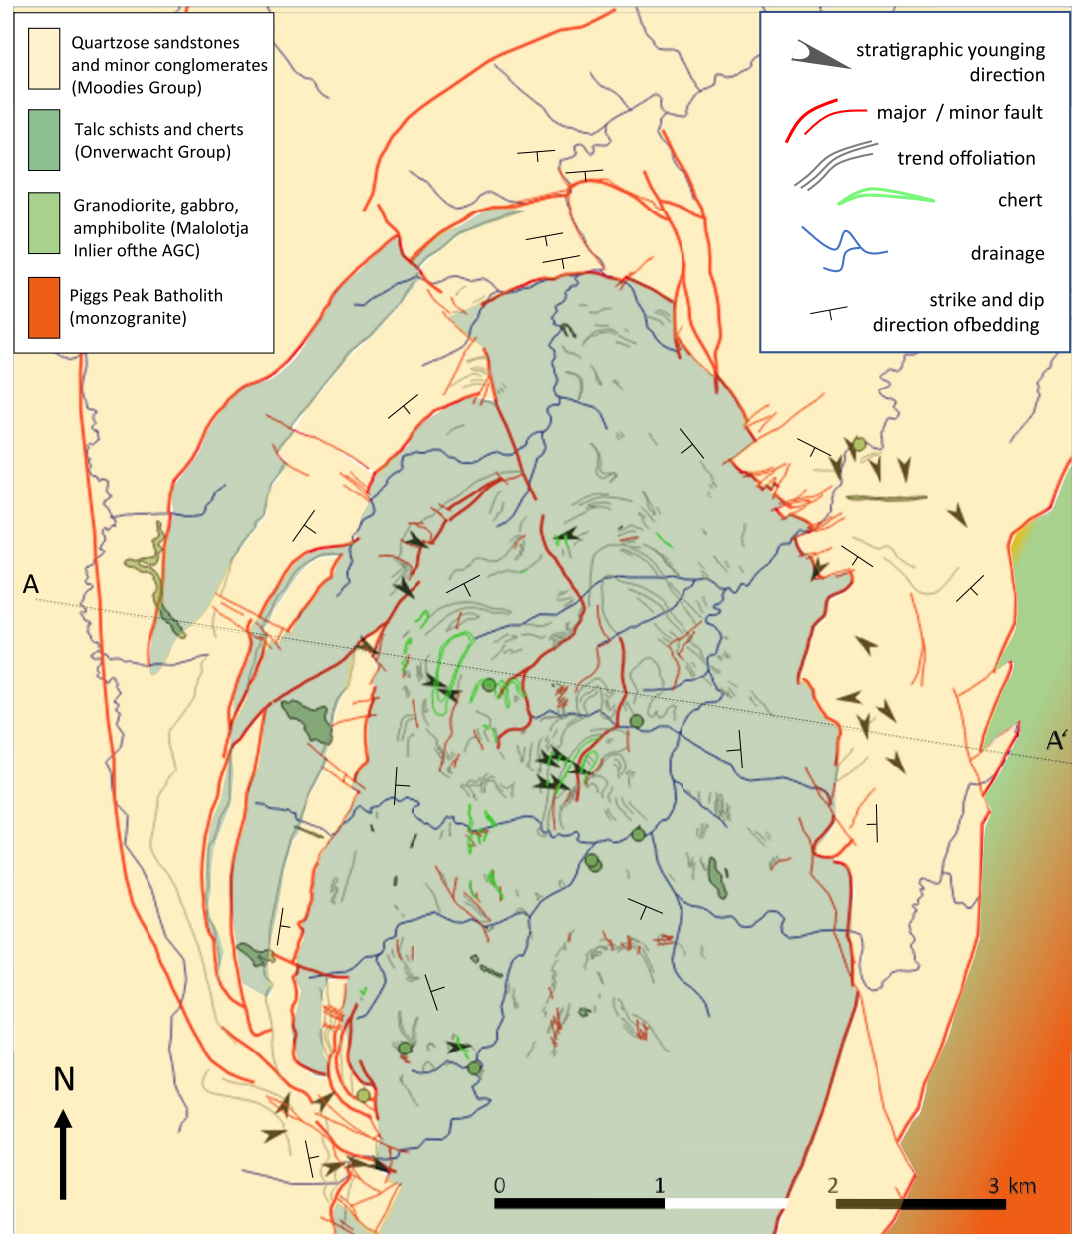 Quartzose sandstones
and minor conglomerates
(Moodies Group)
Talc schists and cherts
(Onverwacht Group)
Granodiorite, gabbro,
amphibolite (Malolotja
Inlier ofthe AGC)
Piggs Peak Batholith
(monzogranite)
stratigraphic younging
direction
major / minor fault
trend offoliation
chert
drainage
strike and dip
direction ofbedding
A
A'
N
0 1 2 3 km